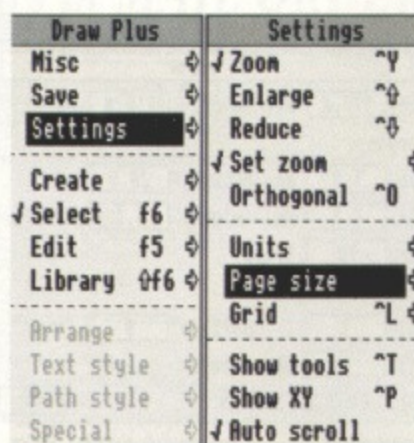 Draw Plus
Misc ⇨
Save ⇨
Settings ⇨
Create ⇨
√ Select f6 ⇨
Edit f5 ⇨
Library ⇧f6 ⇨
Arrange ⇨
Text style ⇨
Path style ⇨
Special ⇨
Settings
√ Zoom ^Y
Enlarge ^⇧
Reduce ^⇩
√ Set zoom
Orthogonal ^O
Units
Page size
Grid ^L
Show tools ^T
Show XY ^P
√ Auto scroll